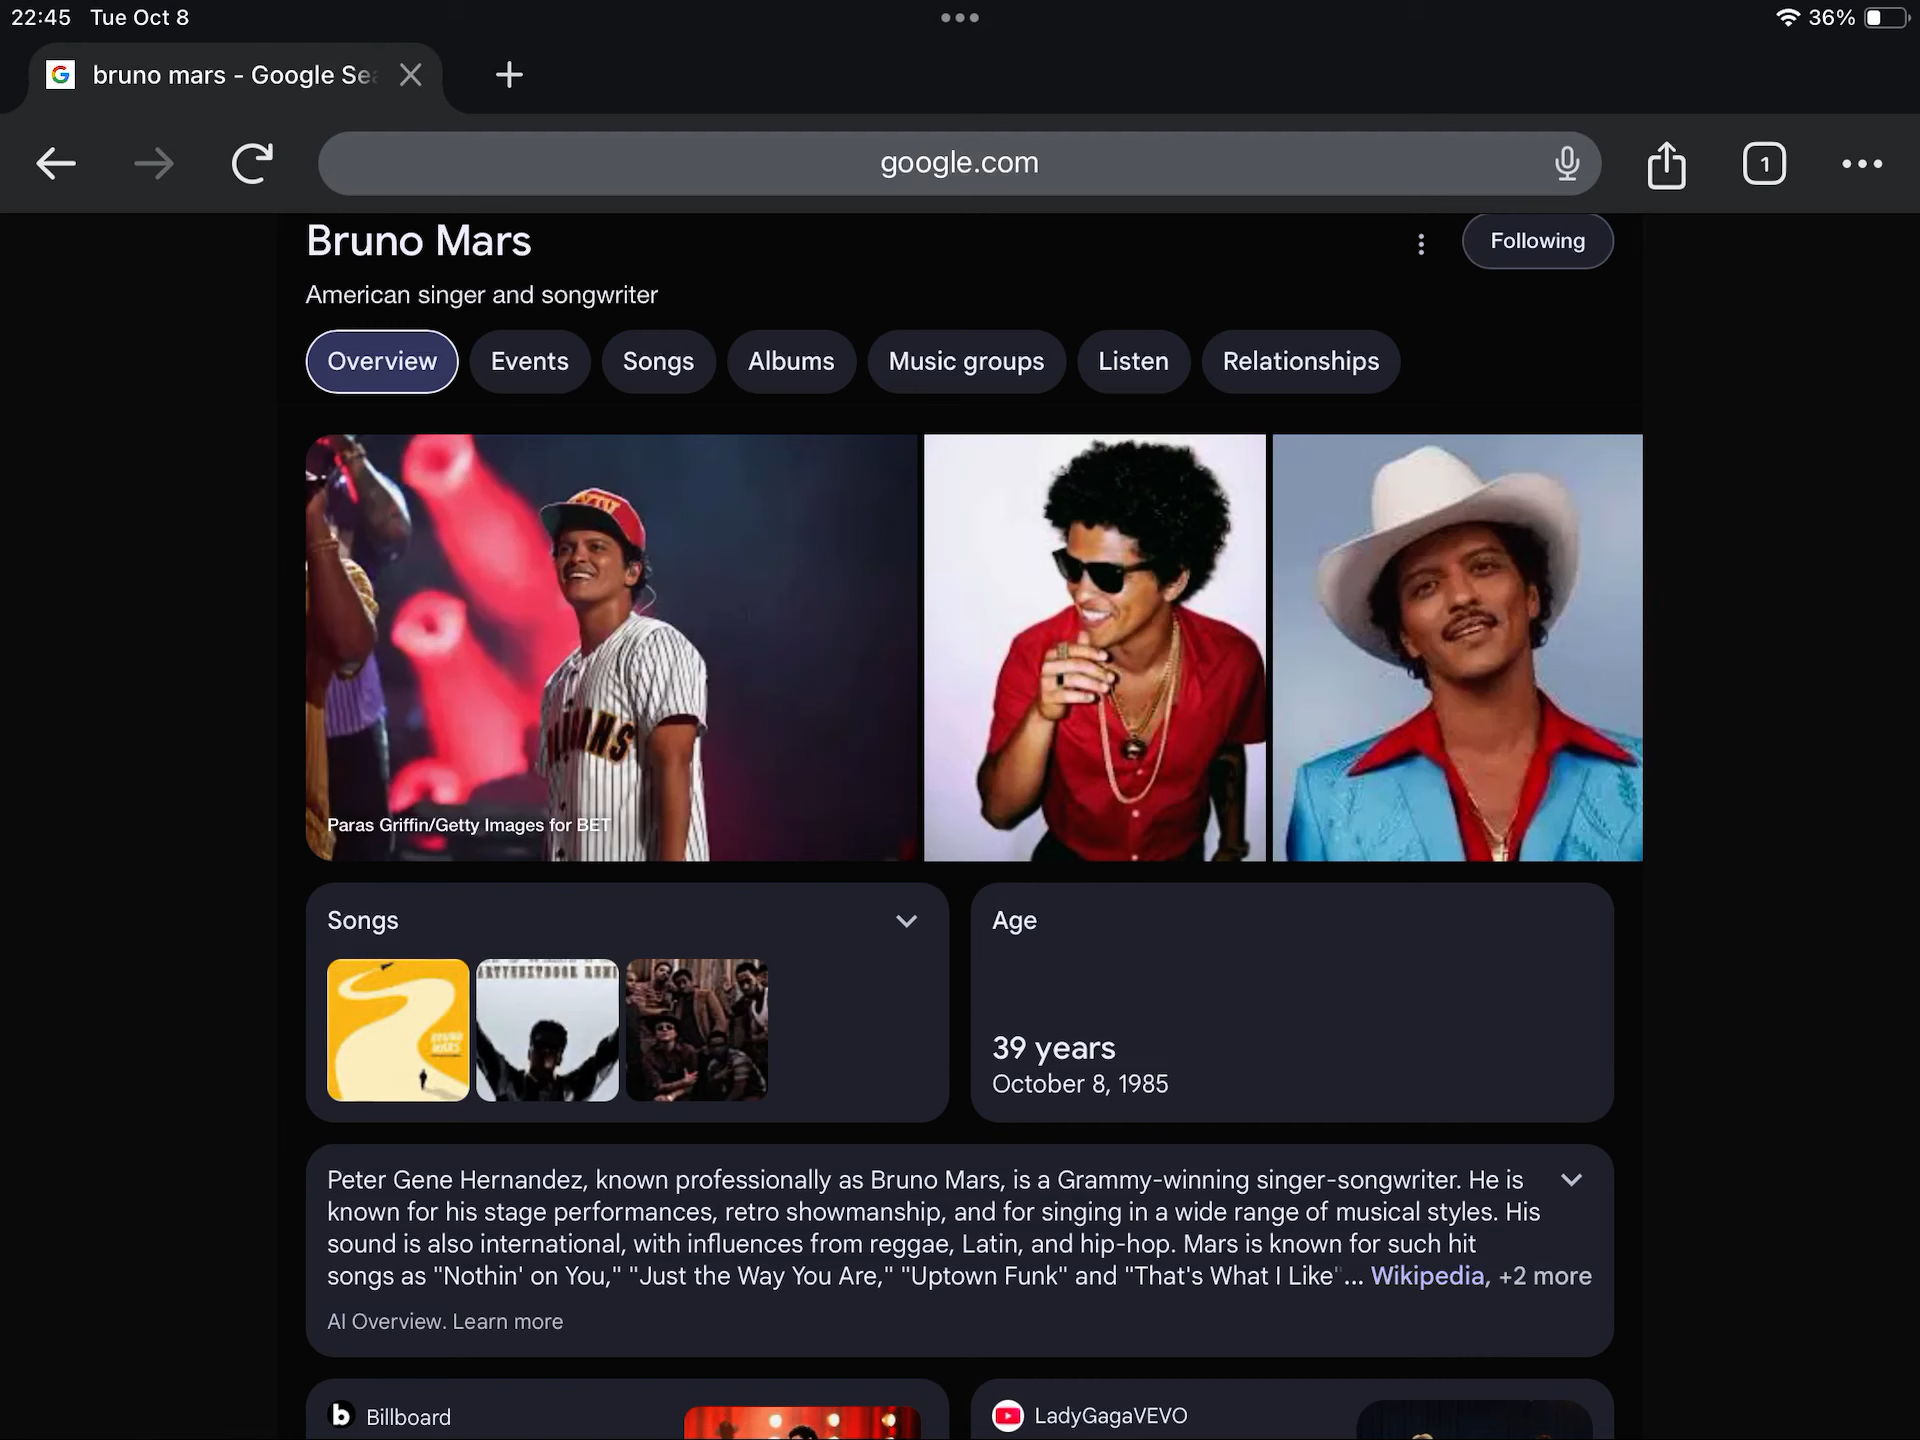 22:45 Tue Oct 8
36%
bruno mars - Google Sea
google.com
1
Bruno Mars
Following
American singer and songwriter
Overview Events Songs Albums Music groups Listen Relationships
Paras Griffin/Getty Images for BET
Songs
BRUNO
MARS
Age
39 years
October 8, 1985
Peter Gene Hernandez, known professionally as Bruno Mars, is a Grammy-winning singer-songwriter. He is
known for his stage performances, retro showmanship, and for singing in a wide range of musical styles. His
sound is also international, with influences from reggae, Latin, and hip-hop. Mars is known for such hit
songs as "Nothin' on You," "Just the Way You Are," "Uptown Funk" and "That's What I Like"... Wikipedia, +2 more
AI Overview. Learn more
b Billboard
LadyGagaVEVO